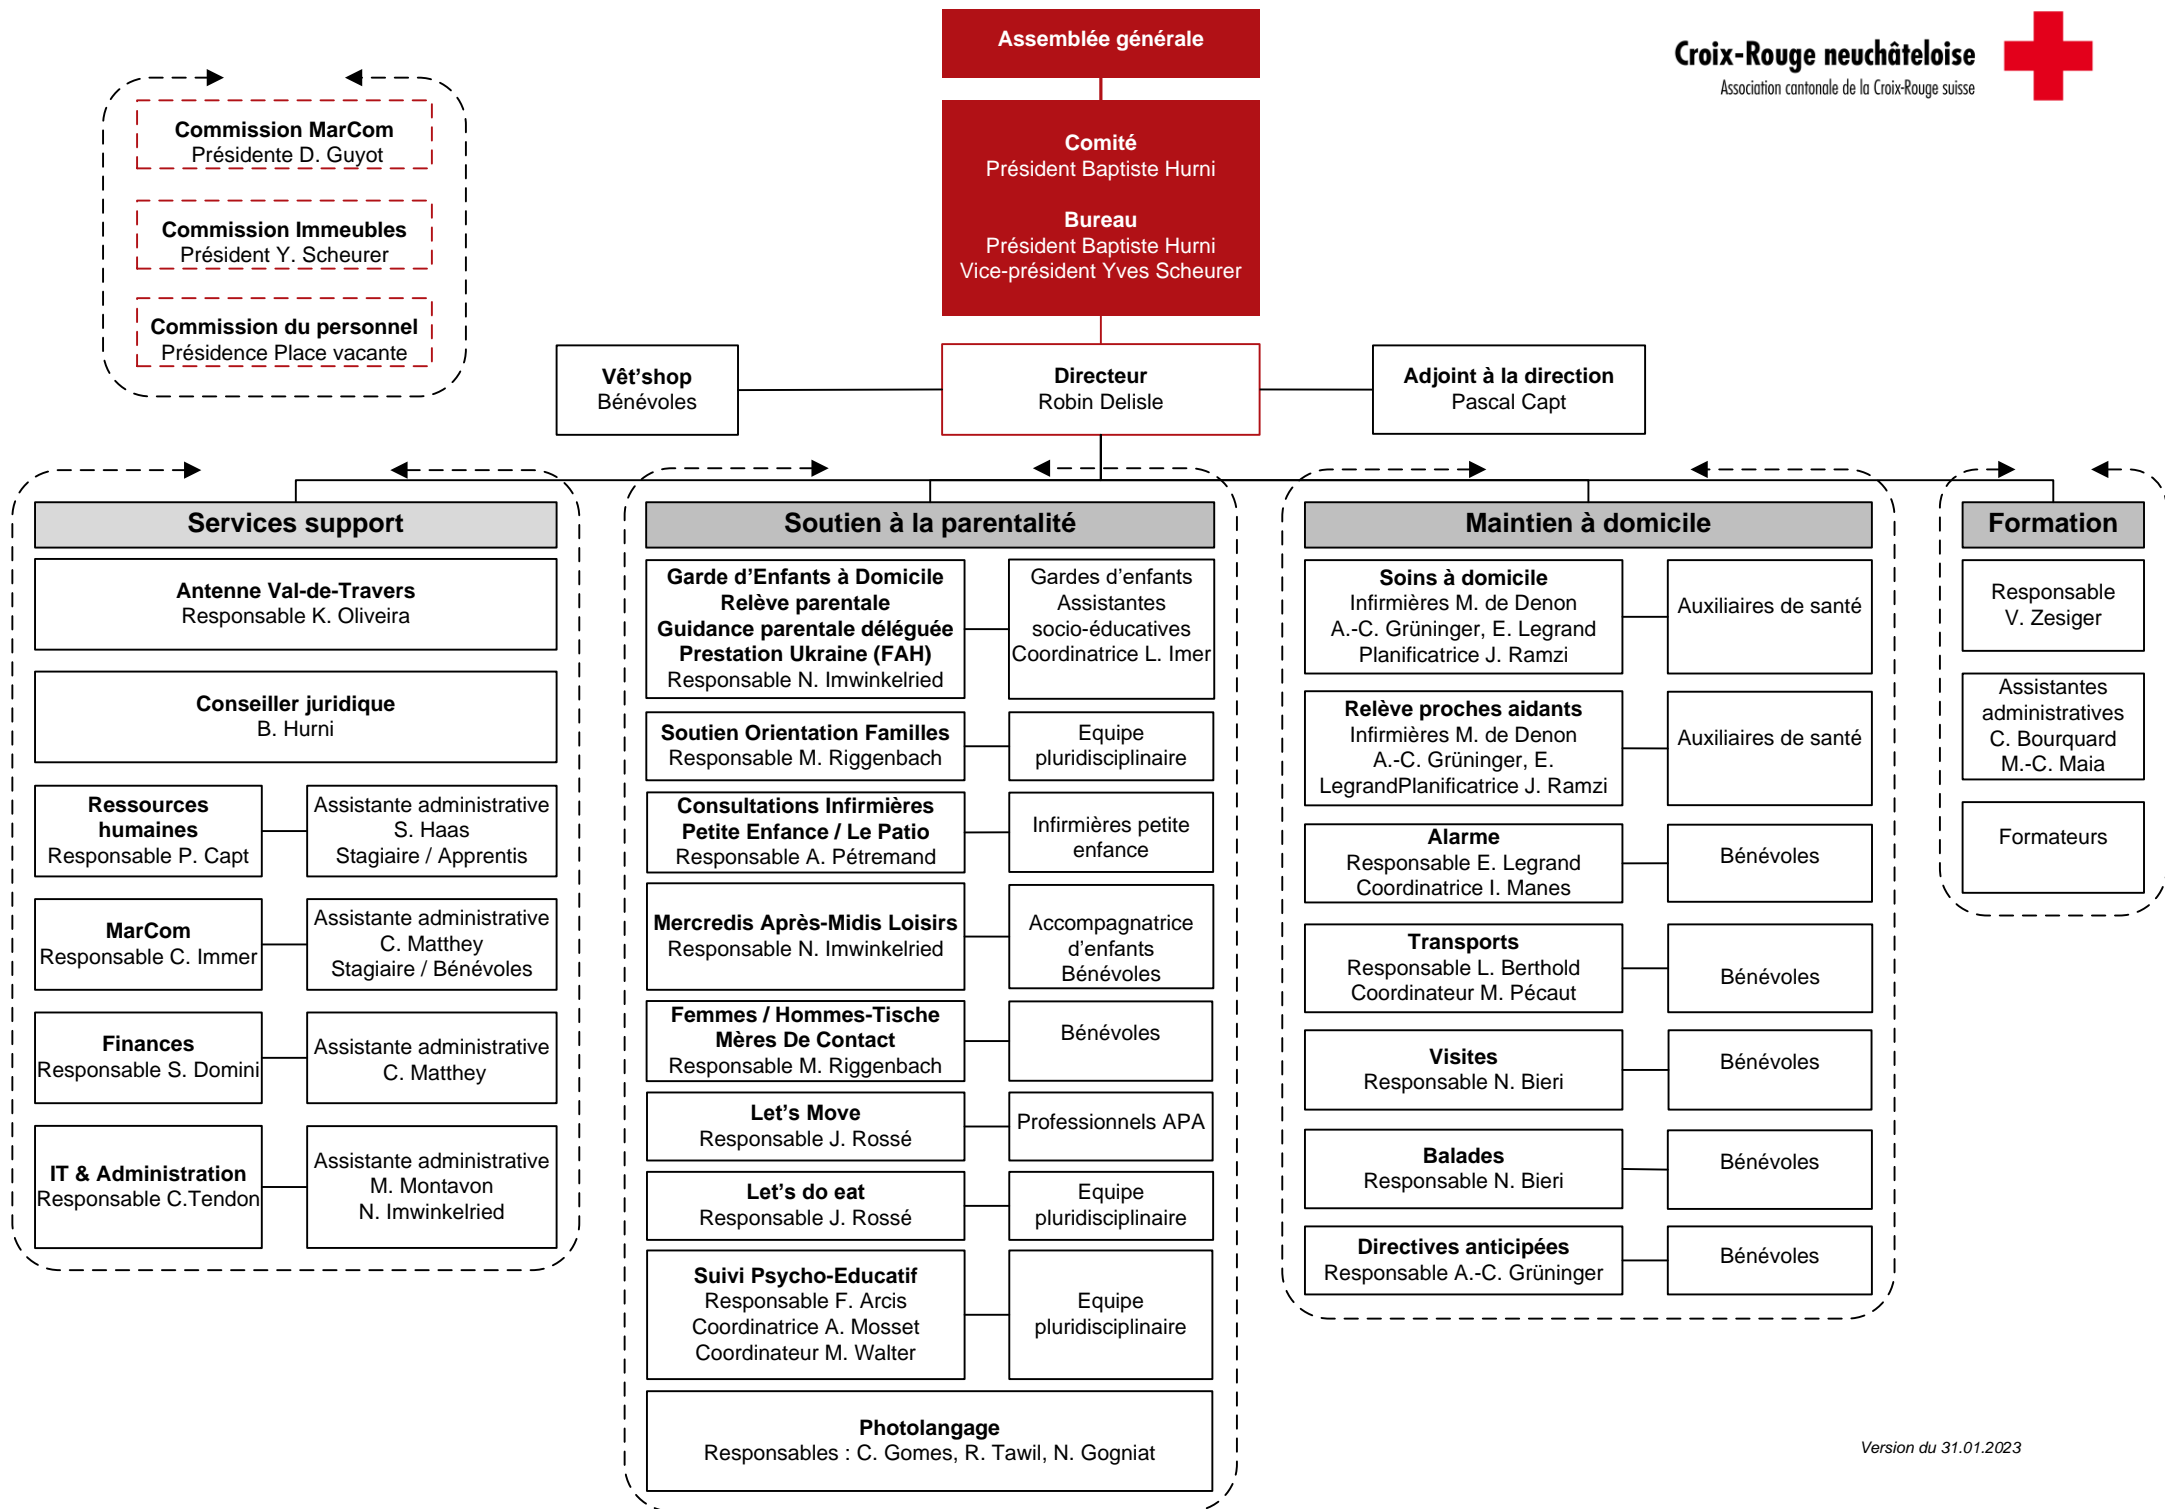 Assemblée générale
Croix-Rouge neuchâteloise
Association cantonale de la Croix-Rouge suisse
Commission MarCom
Présidente D. Guyot
Commission Immeubles
Président Y. Scheurer
Commission du personnel
Présidence Place vacante
Comité
Président Baptiste Hurni
Bureau
Président Baptiste Hurni
Vice-président Yves Scheurer
Vêt'shop
Bénévoles
Directeur
Robin Delisle
Adjoint à la direction
Pascal Capt
Services support
Antenne Val-de-Travers
Responsable K. Oliveira
Conseiller juridique
B. Hurni
Ressources
humaines
Responsable P. Capt
Assistante administrative
S. Haas
Stagiaire / Apprentis
MarCom
Responsable C. Immer
Assistante administrative
C. Matthey
Stagiaire / Bénévoles
Finances
Responsable S. Domini
Assistante administrative
C. Matthey
IT & Administration
Responsable C.Tendon
Assistante administrative
M. Montavon
N. Imwinkelried
Soutien à la parentalité
Garde d'Enfants à Domicile
Relève parentale
Guidance parentale déléguée
Prestation Ukraine (FAH)
Responsable N. Imwinkelried
Gardes d'enfants
Assistantes
socio-éducatives
Coordinatrice L. Imer
Soutien Orientation Familles
Responsable M. Riggenbach
Equipe
pluridisciplinaire
Consultations Infirmières
Petite Enfance / Le Patio
Responsable A. Pétremand
Infirmières petite
enfance
Mercredis Après-Midis Loisirs
Responsable N. Imwinkelried
Accompagnatrice
d'enfants
Bénévoles
Femmes / Hommes-Tische
Mères De Contact
Responsable M. Riggenbach
Bénévoles
Let's Move
Responsable J. Rossé
Professionnels APA
Let's do eat
Responsable J. Rossé
Equipe
pluridisciplinaire
Suivi Psycho-Educatif
Responsable F. Arcis
Coordinatrice A. Mosset
Coordinateur M. Walter
Equipe
pluridisciplinaire
Photolangage
Responsables : C. Gomes, R. Tawil, N. Gogniat
Maintien à domicile
Soins à domicile
Infirmières M. de Denon
A.-C. Grüninger, E. Legrand
Planificatrice J. Ramzi
Auxiliaires de santé
Relève proches aidants
Infirmières M. de Denon
A.-C. Grüninger, E.
LegrandPlanificatrice J. Ramzi
Auxiliaires de santé
Alarme
Responsable E. Legrand
Coordinatrice I. Manes
Bénévoles
Transports
Responsable L. Berthold
Coordinateur M. Pécaut
Bénévoles
Visites
Responsable N. Bieri
Bénévoles
Balades
Responsable N. Bieri
Bénévoles
Directives anticipées
Responsable A.-C. Grüninger
Bénévoles
Formation
Responsable
V. Zesiger
Assistantes
administratives
C. Bourquard
M.-C. Maia
Formateurs
Version du 31.01.2023